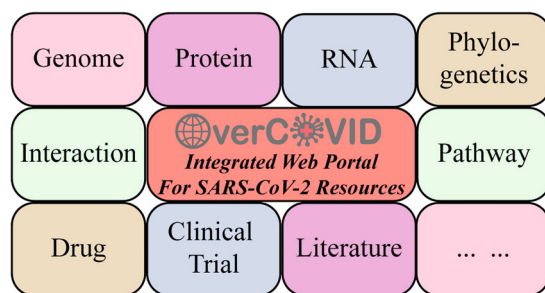 Genome
Protein
RNA
Phylo-
genetics
Interaction
OverCOVID
Integrated Web Portal
For SARS-CoV-2 Resources
Pathway
Drug
Clinical
Trial
Literature
... ...